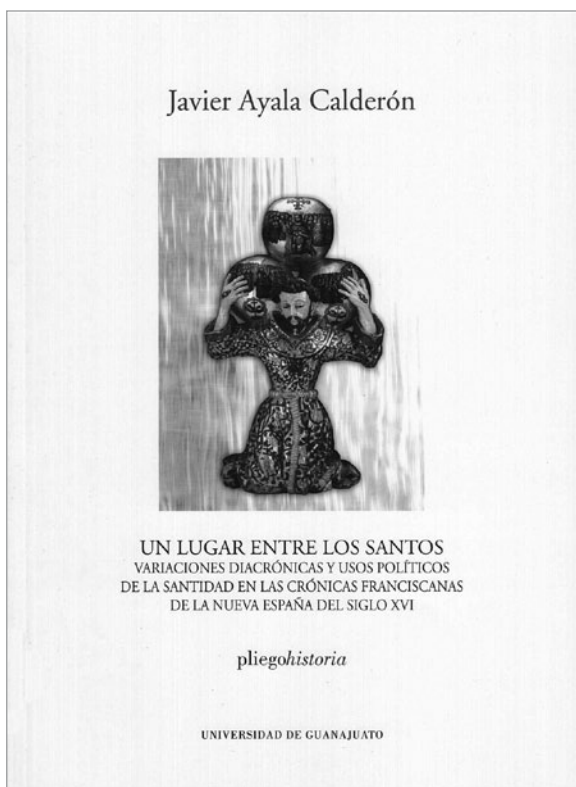 Javier Ayala Calderón
UN LUGAR ENTRE LOS SANTOS
VARIACIONES DIACRÓNICAS Y USOS POLÍTICOS
DE LA SANTIDAD EN LAS CRÓNICAS FRANCISCANAS
DE LA NUEVA ESPAÑA DEL SIGLO XVI
pliegohistoria
UNIVERSIDAD DE GUANAJUATO